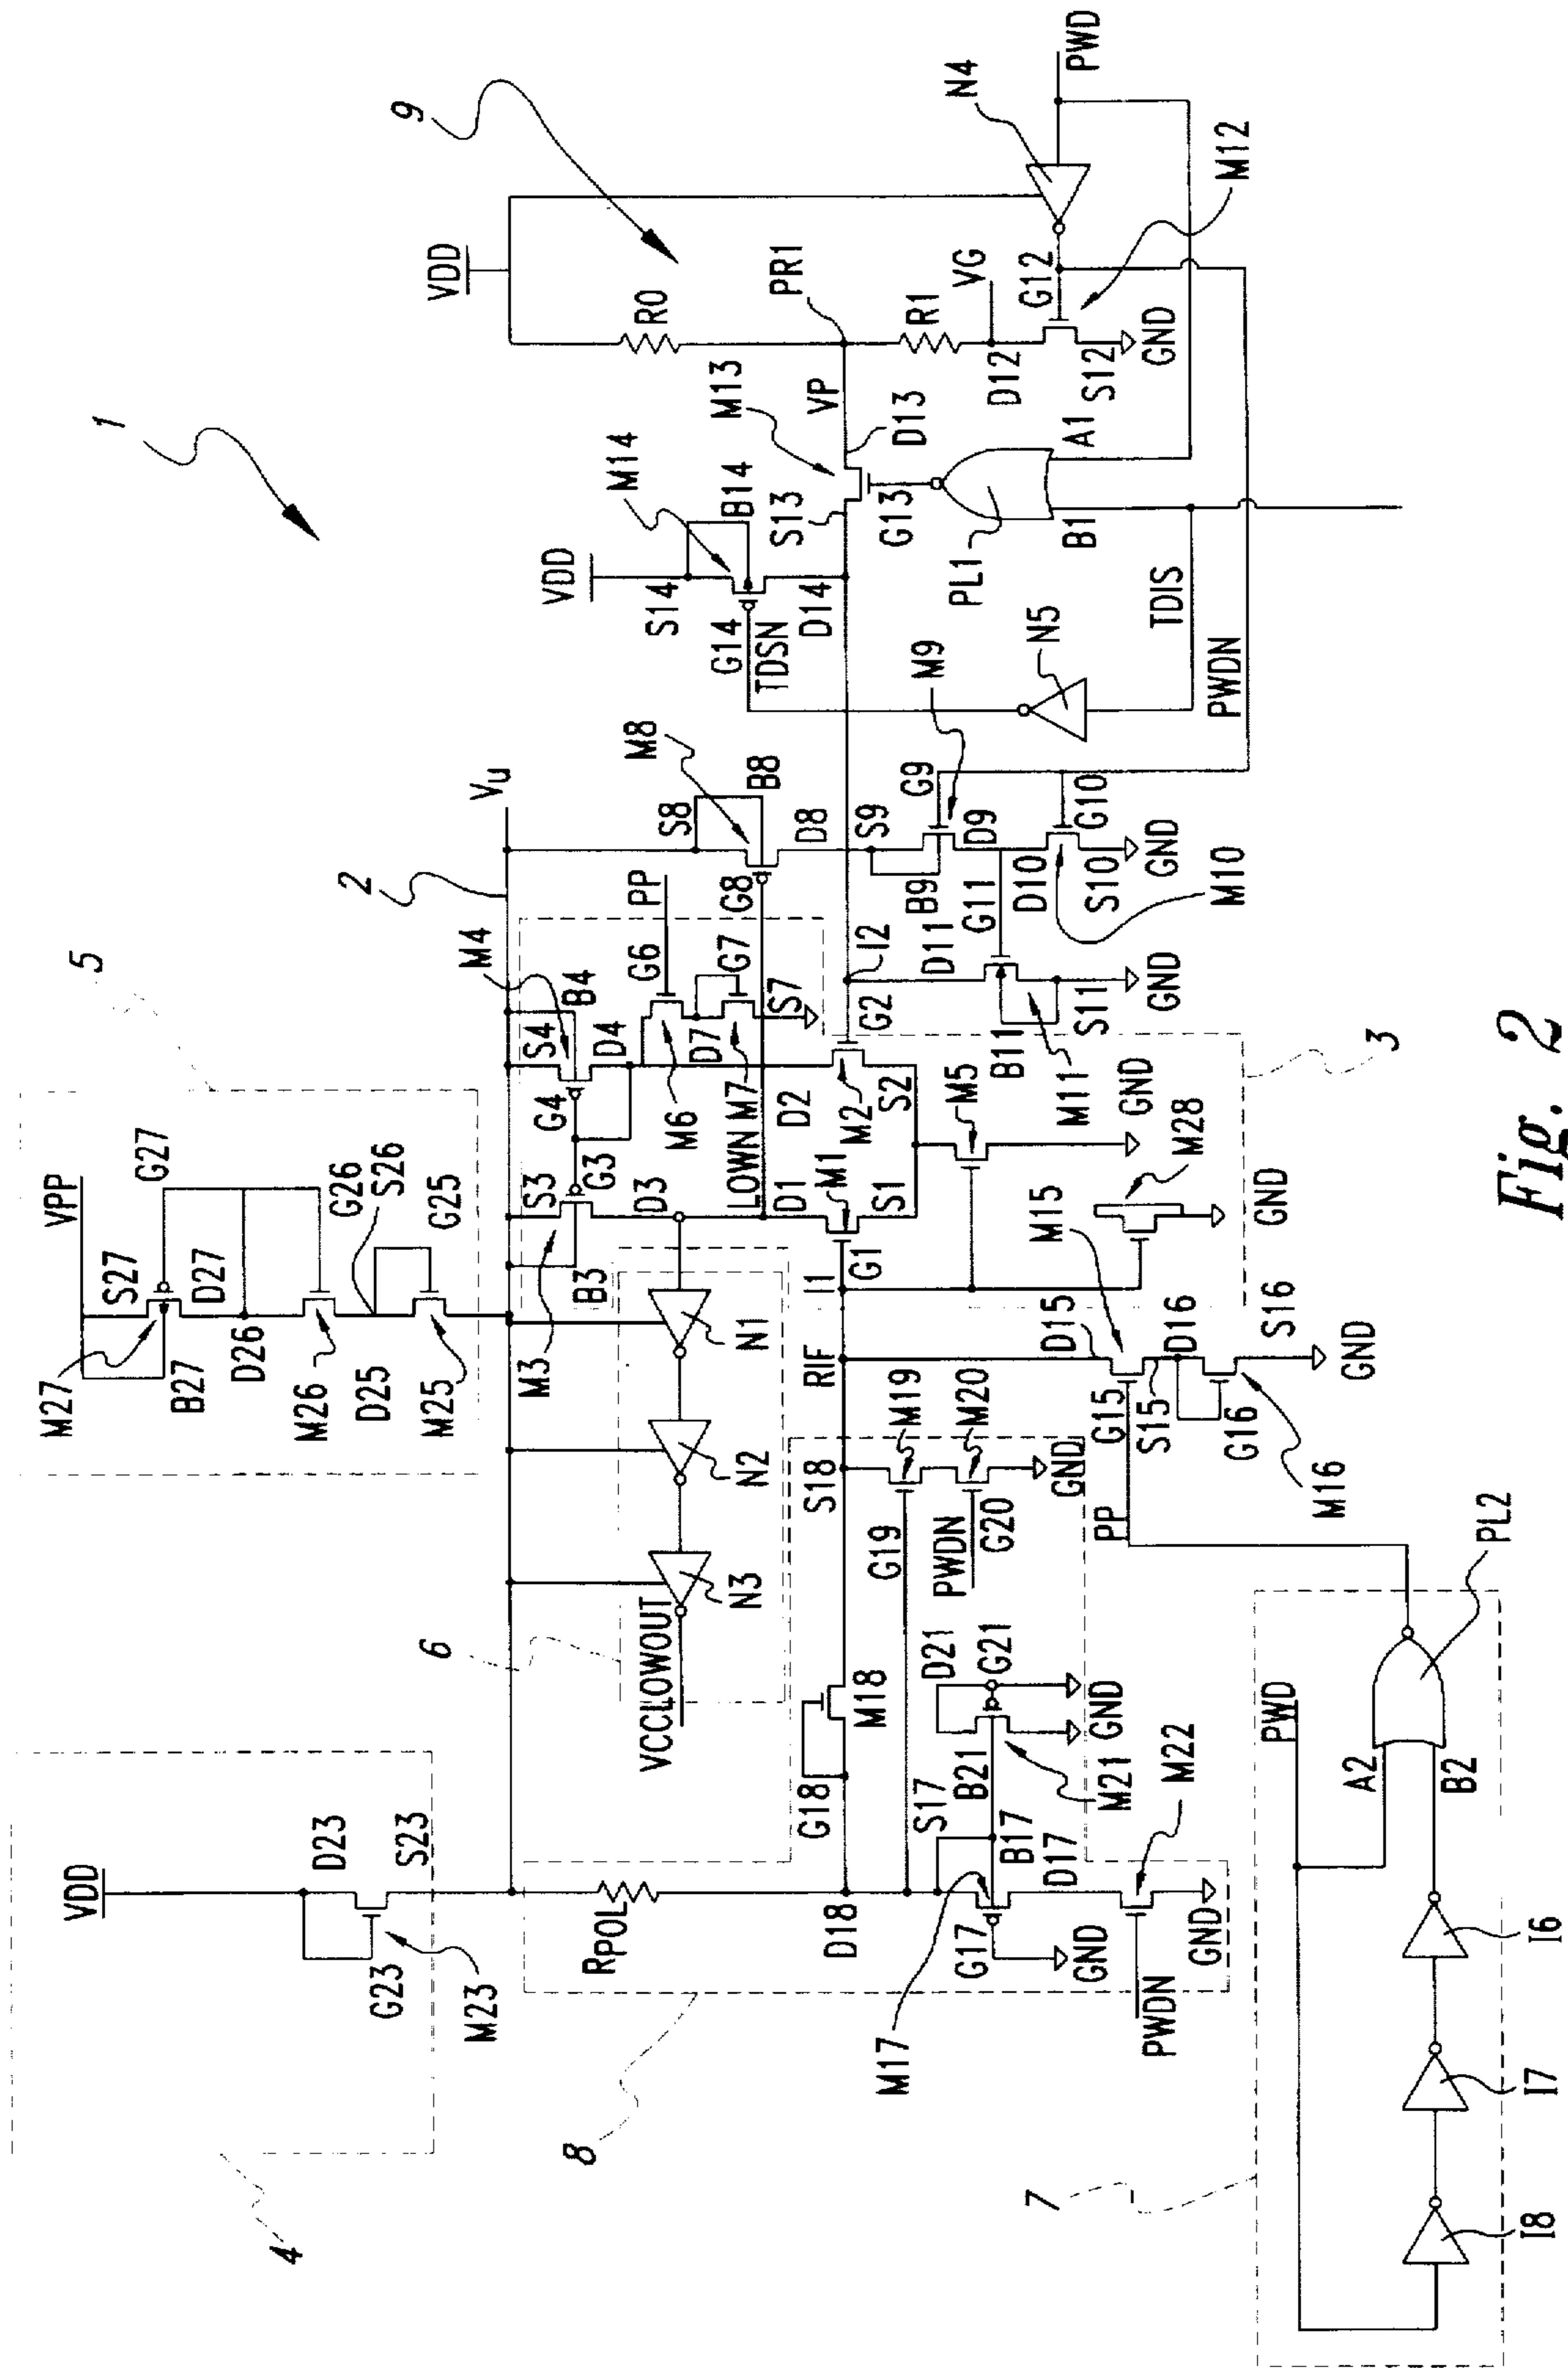 1
2
3
4
5
6
7
8
9
VPP
S27
G27
D27
M27
B27
D26
G26
S26
M26
D25
G25
M25
VDD
D23
S23
G23
M23
Vu
M4
S4
B4
G4
D4
S3
G3
D3
M3
B3
G6
PP
G7
M6
D7
S7
M7
LOWN
S8
M8
B8
G8
D8
N1
N2
N3
VCCLOWOUT
D1
M1
S1
G1
I1
D2
M2
S2
G2
I2
M5
GND
M28
GND
RIF
RPOL
D18
G18
M18
S18
G19
M19
M20
PWDN
G20
GND
S17
B17
D17
G17
GND
M17
D21
G21
B21
GND
M21
M22
PWDN
GND
D15
M15
G15
S15
D16
G16
S16
M16
GND
PP
PL2
PWD
A2
B2
I6
I7
I8
VDD
S14
M14
B14
G14
TDSN
D14
S13
M13
G13
D13
VP
PR1
VDD
R0
R1
VG
D12
G12
S12
GND
M12
N4
PWD
A1
B1
PL1
TDIS
PWDN
N5
M9
S9
G9
B9
D9
G10
D10
S10
GND
M10
D11
G11
B11
S11
GND
M11
Fig. 2